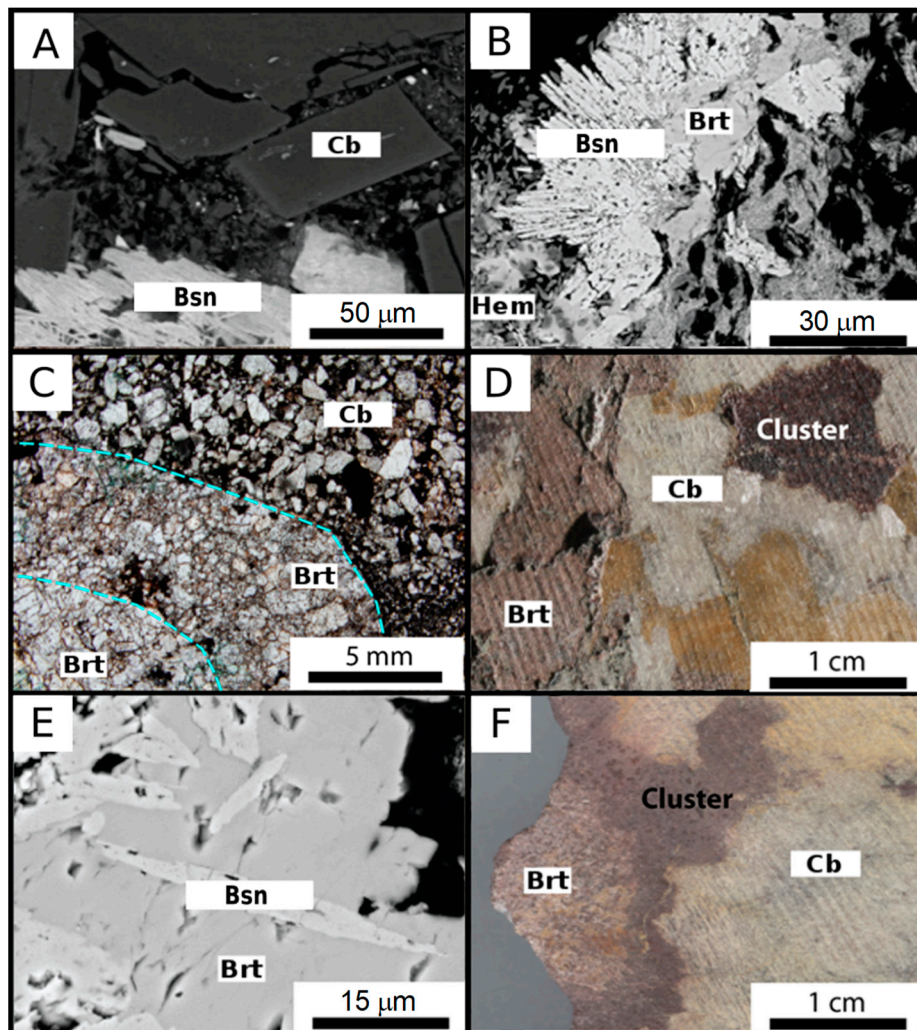 A
Cb
Bsn
50 μm
B
Brt
Bsn
Hem
30 μm
C
Cb
Brt
Brt
5 mm
D
Cluster
Cb
Brt
1 cm
E
Bsn
Brt
15 μm
F
Cluster
Cb
Brt
1 cm